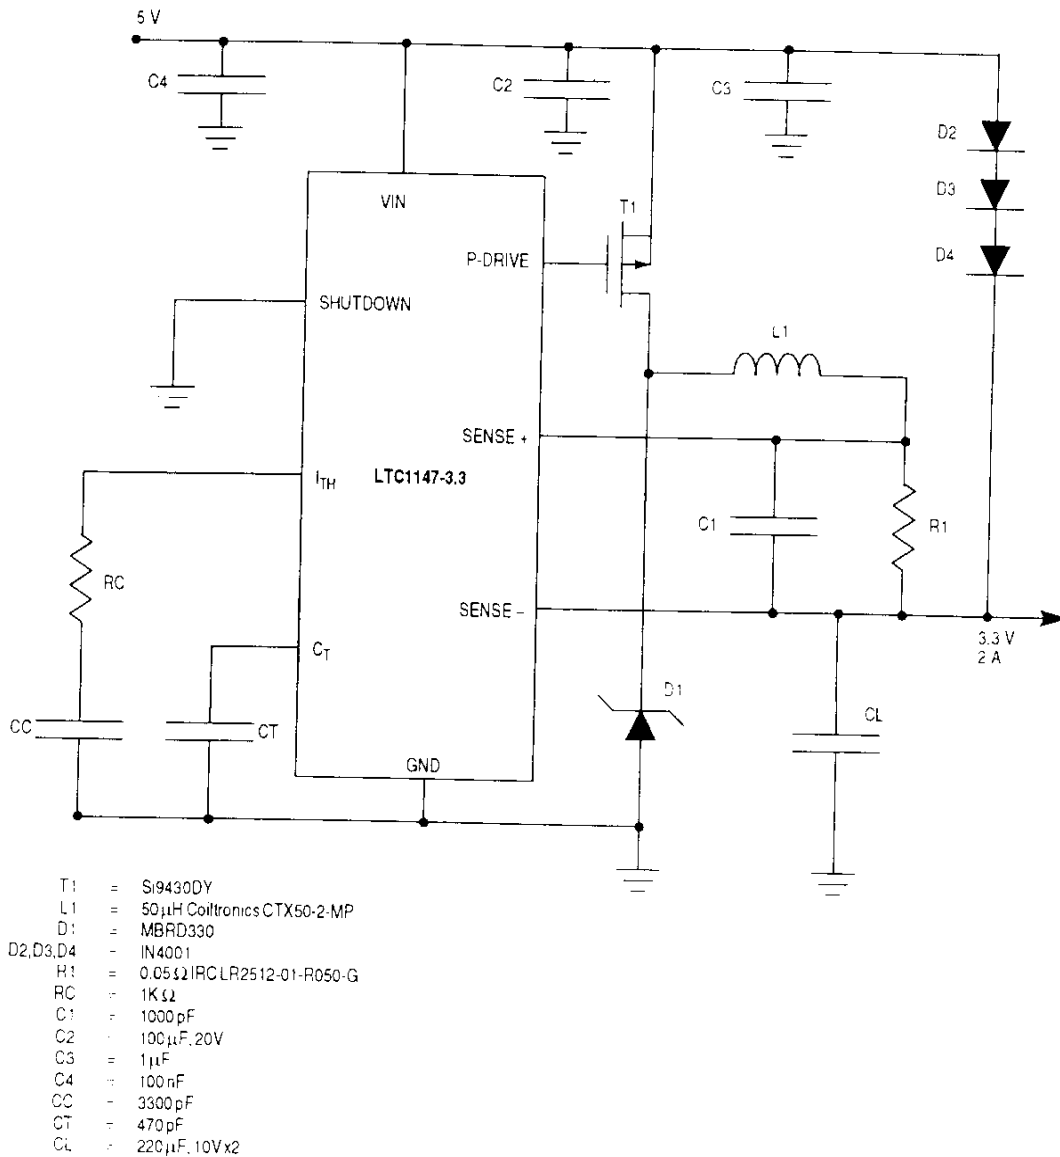 5 V
C4
C2
C3
D2
VIN
D3
T1
P-DRIVE
D4
SHUTDOWN
L1
SENSE +
ITH
LTC1147-3.3
C1
R1
RC
SENSE –
3.3 V
2 A
CT
D1
CC
CT
CL
GND
T1 = Si9430DY
L1 = 50µH Coiltronics CTX50-2-MP
D1 = MBRD330
D2,D3,D4 = IN4001
R1 = 0.05Ω IRC LR2512-01-R050-G
RC = 1KΩ
C1 = 1000pF
C2 = 100µF, 20V
C3 = 1µF
C4 = 100nF
CC = 3300pF
CT = 470pF
CL = 220µF, 10V x2